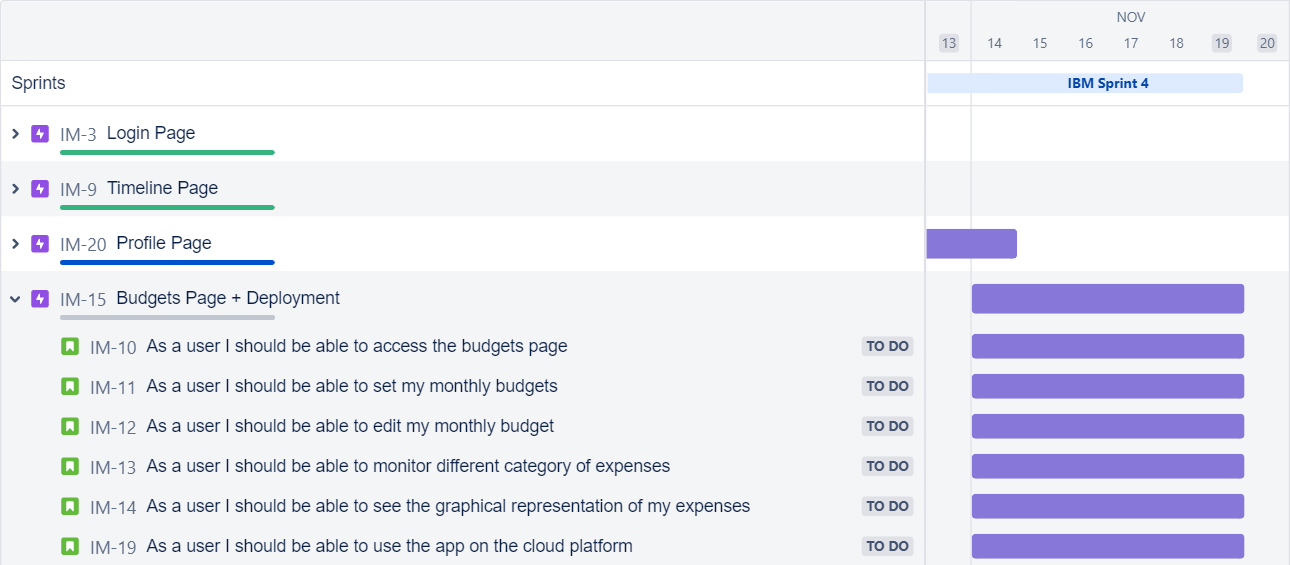 NOV
13 14 15 16 17 18 19 20
Sprints IBM Sprint 4
IM-3 Login Page
IM-9 Timeline Page
IM-20 Profile Page
IM-15 Budgets Page + Deployment
IM-10 As a user I should be able to access the budgets page TO DO
IM-11 As a user I should be able to set my monthly budgets TO DO
IM-12 As a user I should be able to edit my monthly budget TO DO
IM-13 As a user I should be able to monitor different category of expenses TO DO
IM-14 As a user I should be able to see the graphical representation of my expenses TO DO
IM-19 As a user I should be able to use the app on the cloud platform TO DO